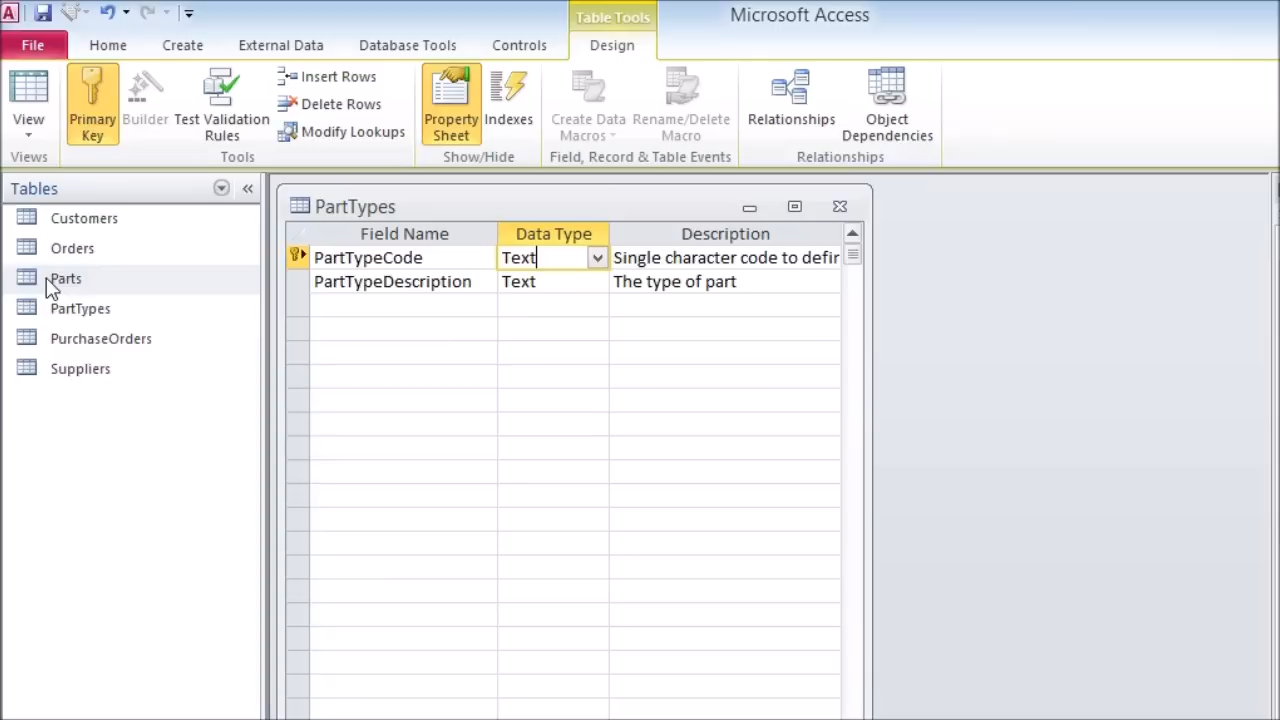 A
Table Tools
Microsoft Access
File
Home
Create
External Data
Database Tools
Controls
Design
View
Primary
Key
Builder
Test Validation
Rules
Insert Rows
Delete Rows
Modify Lookups
Property
Sheet
Indexes
Create Data
Macros
Rename/Delete
Macro
Relationships
Object
Dependencies
Views
Tools
Show/Hide
Field, Record & Table Events
Relationships
Tables
Customers
Orders
Parts
PartTypes
PurchaseOrders
Suppliers
PartTypes
Field Name Data Type Description
PartTypeCode Text Single character code to defir
PartTypeDescription Text The type of part